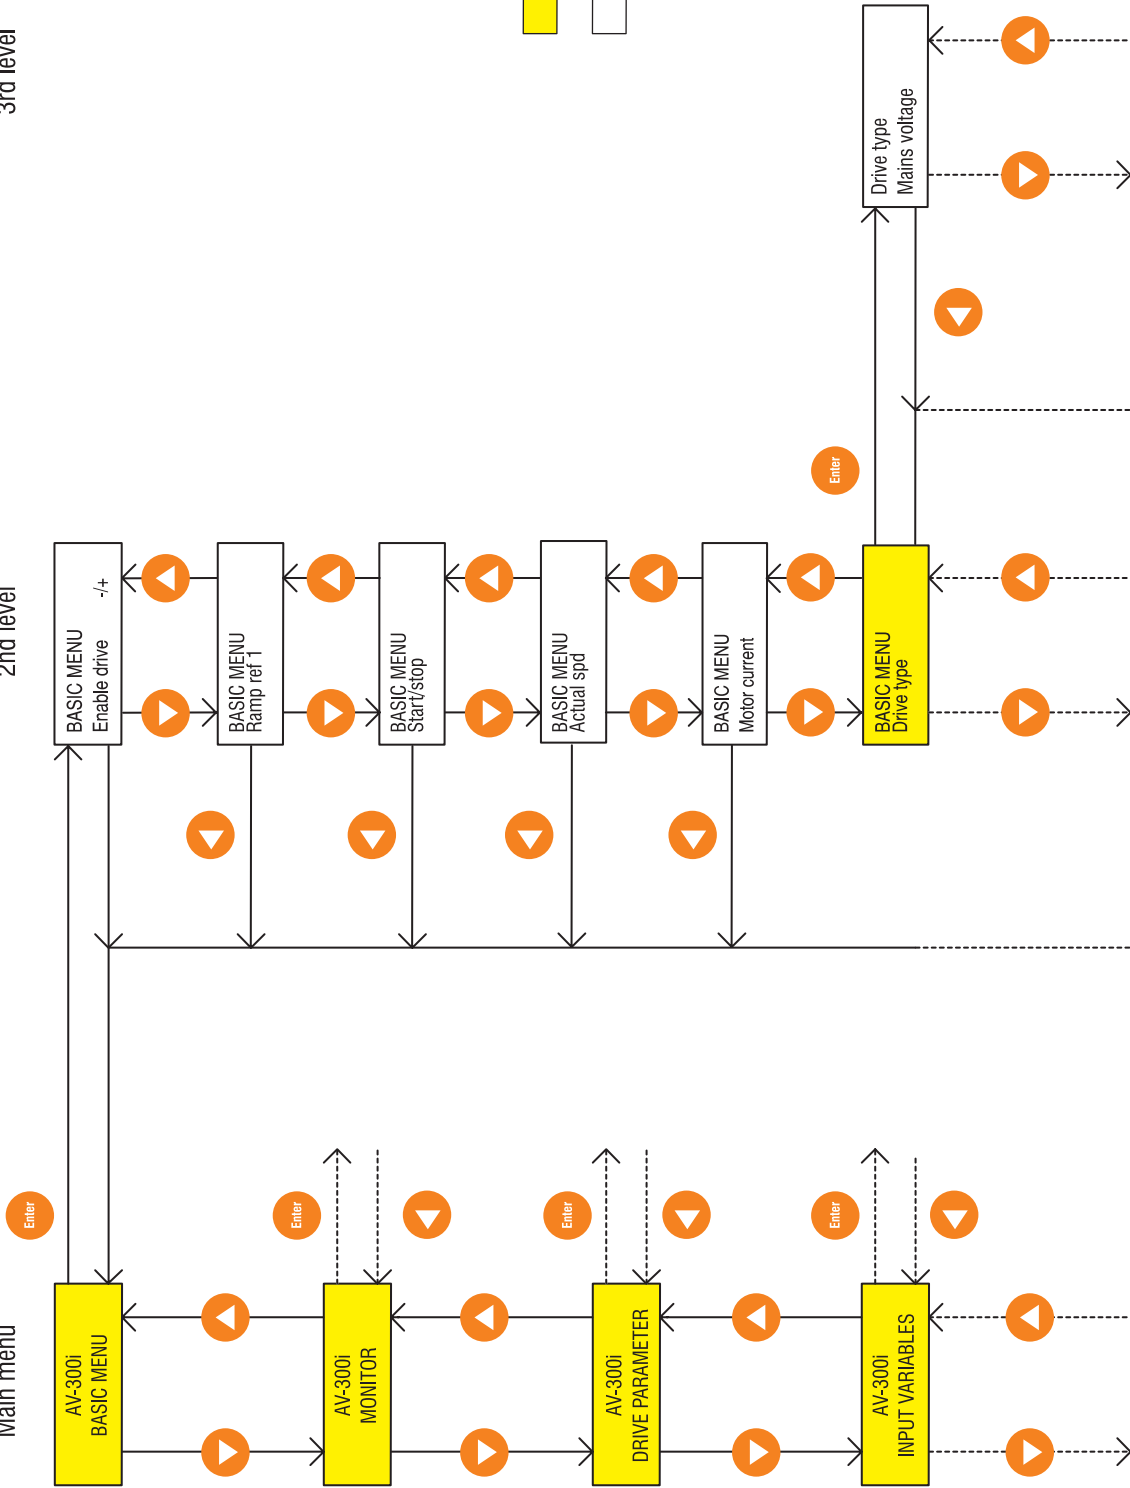 Main menu
2nd level
3rd level
Enter
AV-300i
BASIC MENU
BASIC MENU
Enable drive -/+
BASIC MENU
Ramp ref 1
Enter
AV-300i
MONITOR
BASIC MENU
Start/stop
BASIC MENU
Actual spd
Enter
AV-300i
DRIVE PARAMETER
BASIC MENU
Motor current
Enter
AV-300i
INPUT VARIABLES
Enter
BASIC MENU
Drive type
Drive type
Mains voltage